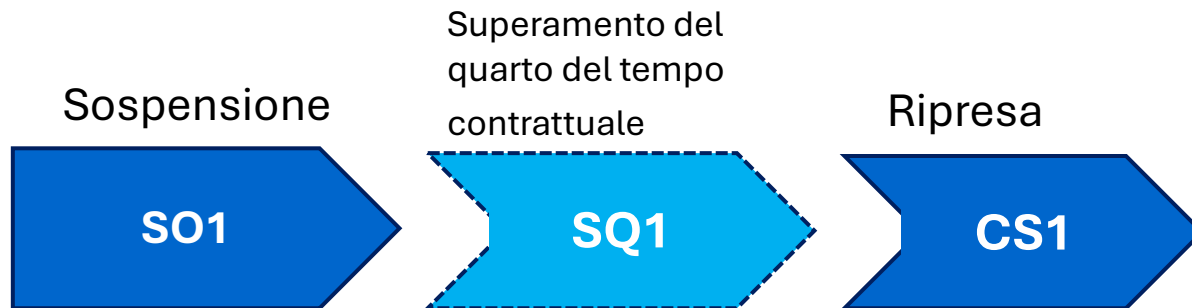 Sospensione
Superamento del
quarto del tempo
contrattuale
Ripresa
SO1
SQ1
CS1